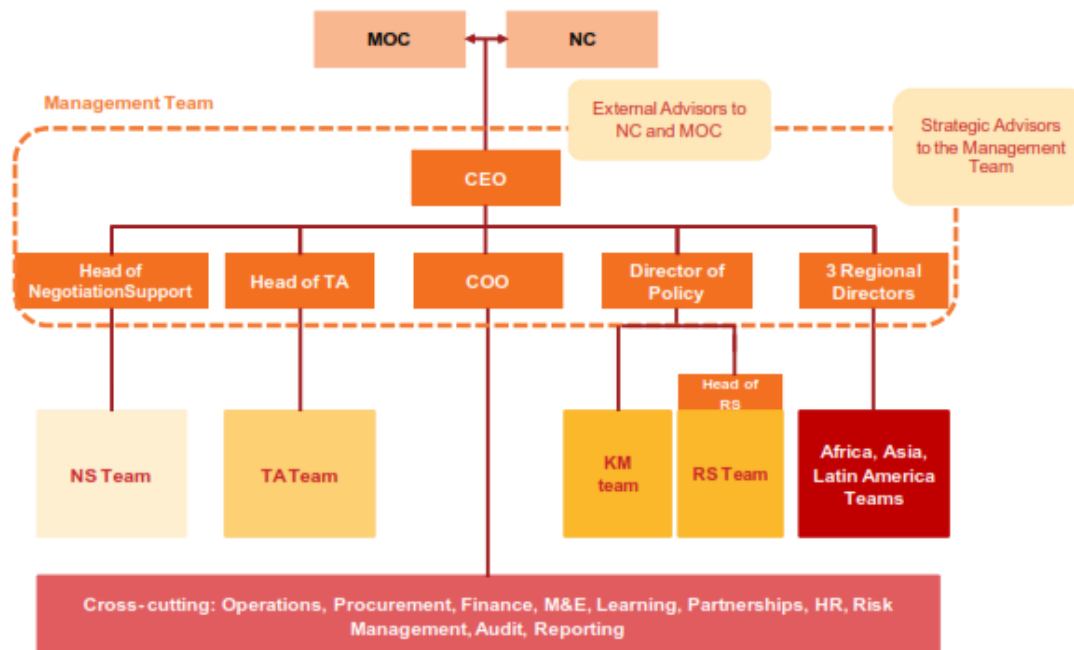 MOC
NC
Management Team
External Advisors to
NC and MOC
Strategic Advisors
to the Management
Team
CEO
Head of
NegotiationSupport
Head of TA
COO
Director of
Policy
3 Regional
Directors
Head of
RS
NS Team
TA Team
KM
team
RS Team
Africa, Asia,
Latin America
Teams
Cross-cutting: Operations, Procurement, Finance, M&E, Learning, Partnerships, HR, Risk
Management, Audit, Reporting